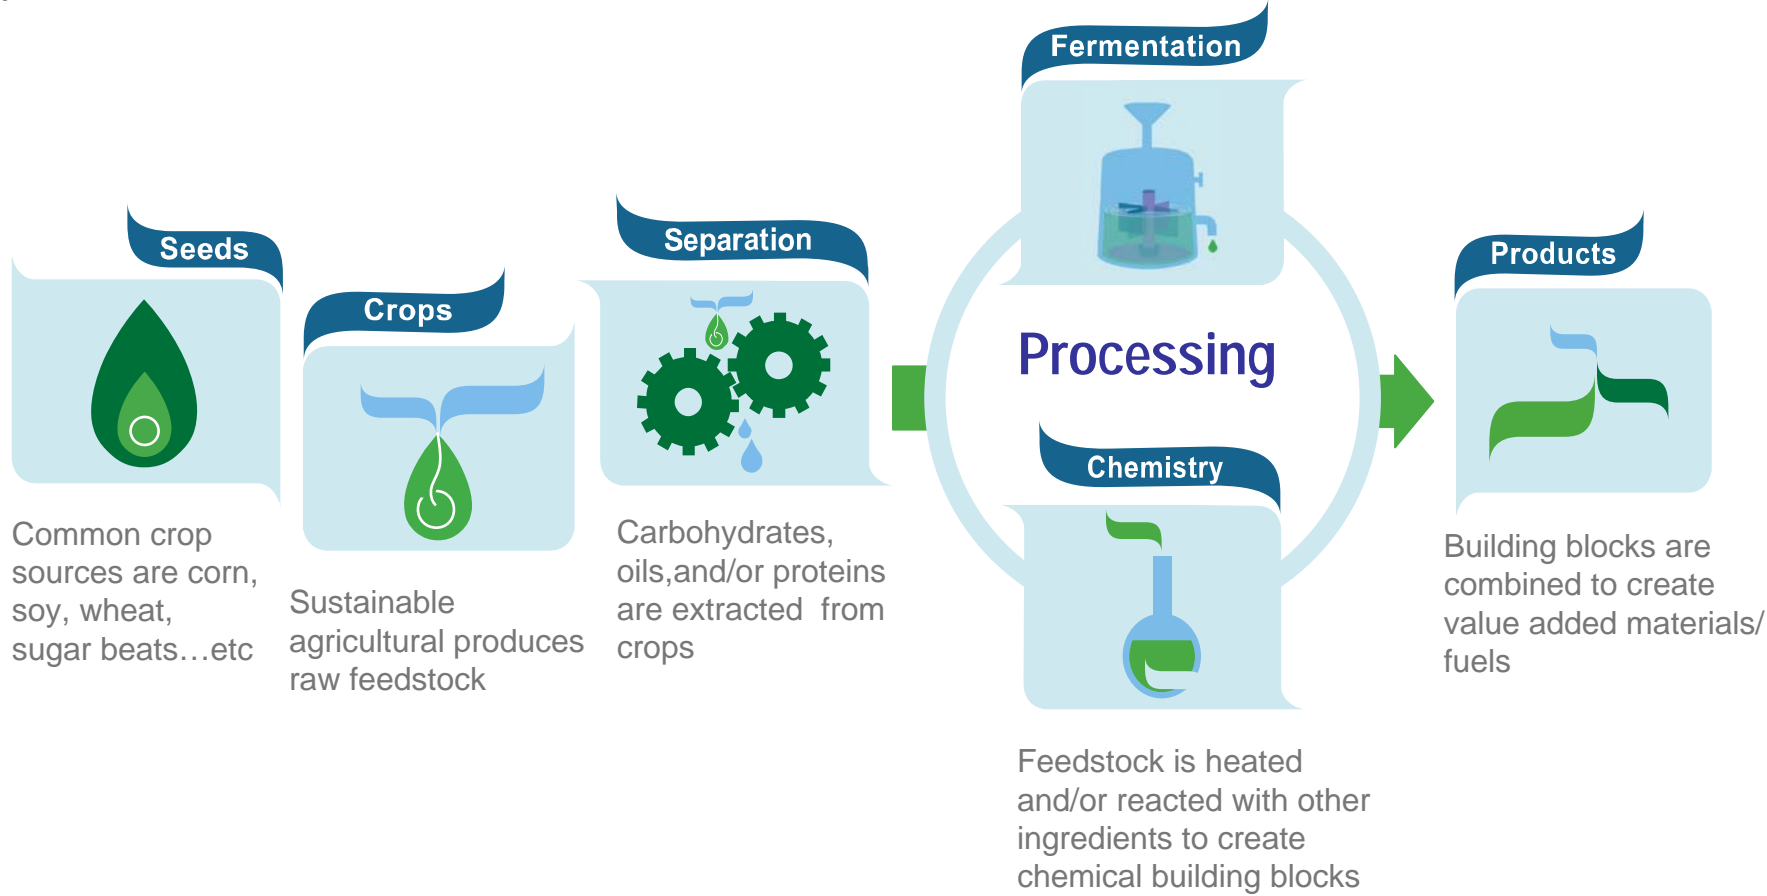 Seeds
Common crop
sources are corn,
soy, wheat,
sugar beats…etc
Crops
Sustainable
agricultural produces
raw feedstock
Separation
Carbohydrates,
oils,and/or proteins
are extracted from
crops
Fermentation
Processing
Chemistry
Feedstock is heated
and/or reacted with other
ingredients to create
chemical building blocks
Products
Building blocks are
combined to create
value added materials/
fuels